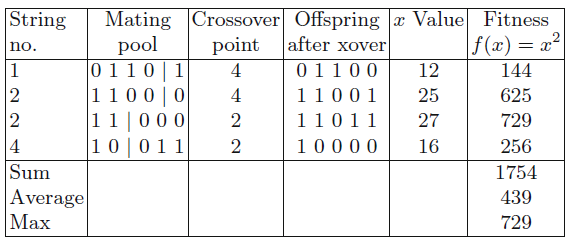 String Mating Crossover Offspring x Value Fitness
no. pool point after xover f(x) = x²
1 0 1 1 0 | 1 4 0 1 1 0 0 12 144
2 1 1 0 0 | 0 4 1 1 0 0 1 25 625
2 1 1 | 0 0 0 2 1 1 0 1 1 27 729
4 1 0 | 0 1 1 2 1 0 0 0 0 16 256
Sum 1754
Average 439
Max 729